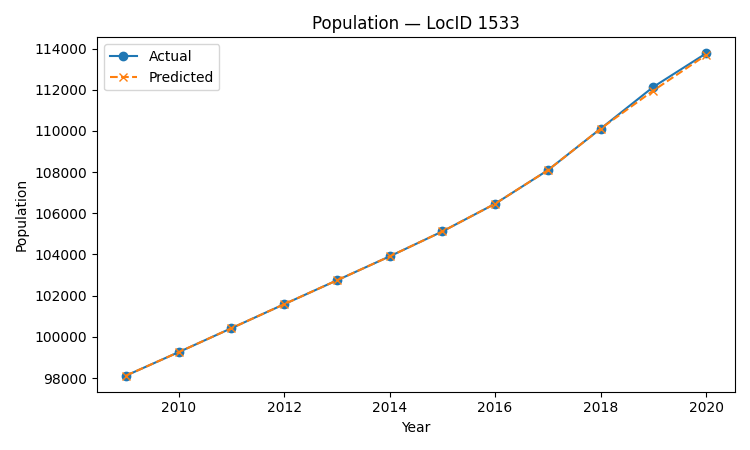 Population — LocID 1533
Actual
Predicted
114000
112000
110000
108000
106000
104000
102000
100000
98000
Population
2010 2012 2014 2016 2018 2020
Year